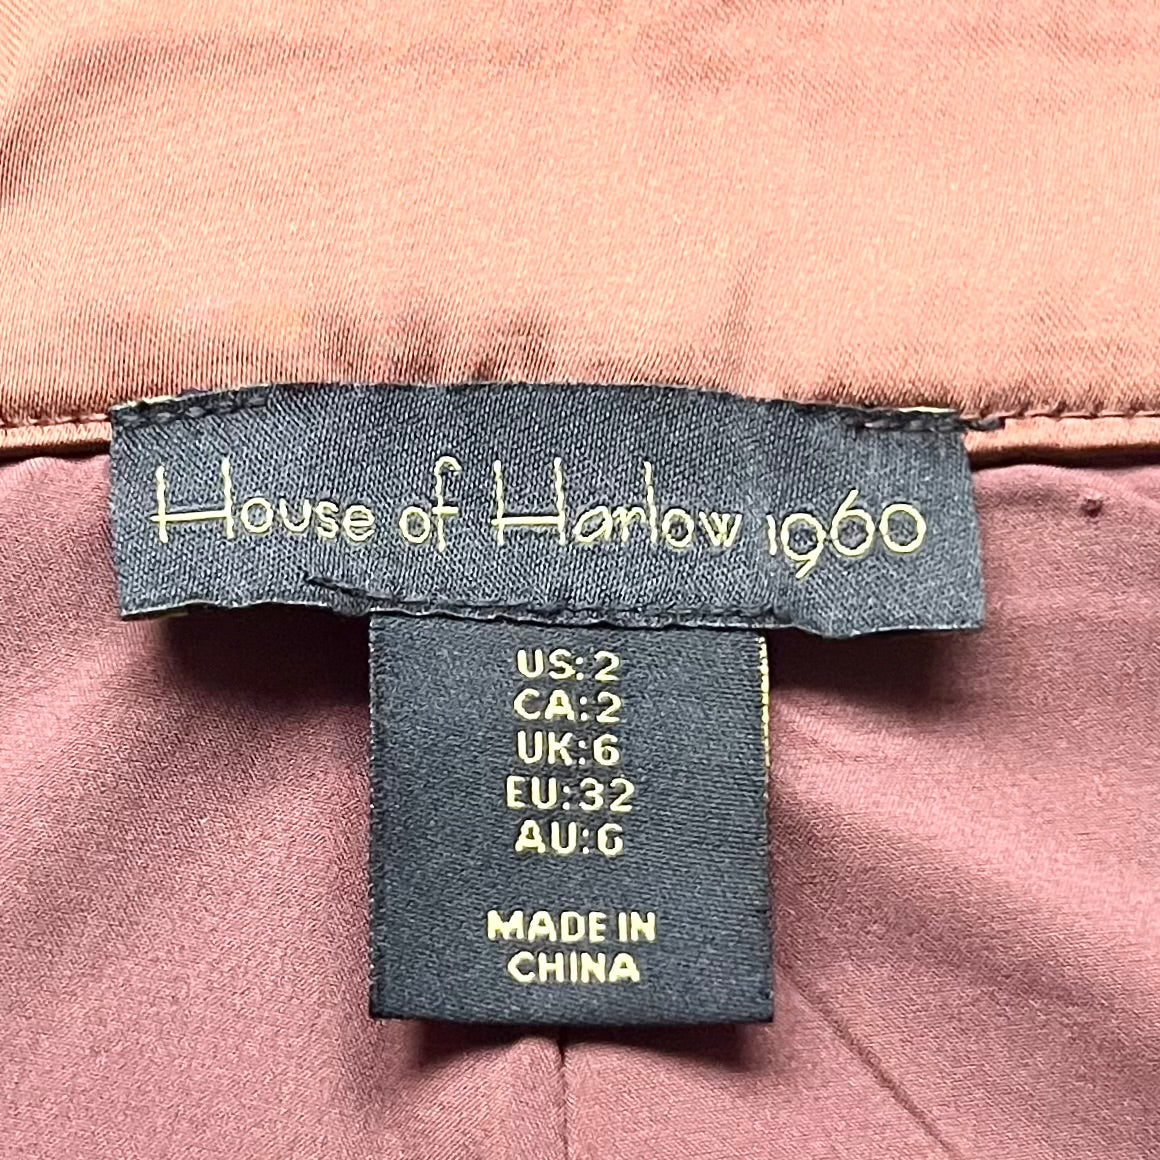 House of Harlow 1960
US:2
CA:2
UK:6
EU:32
AU:6
MADE IN
CHINA